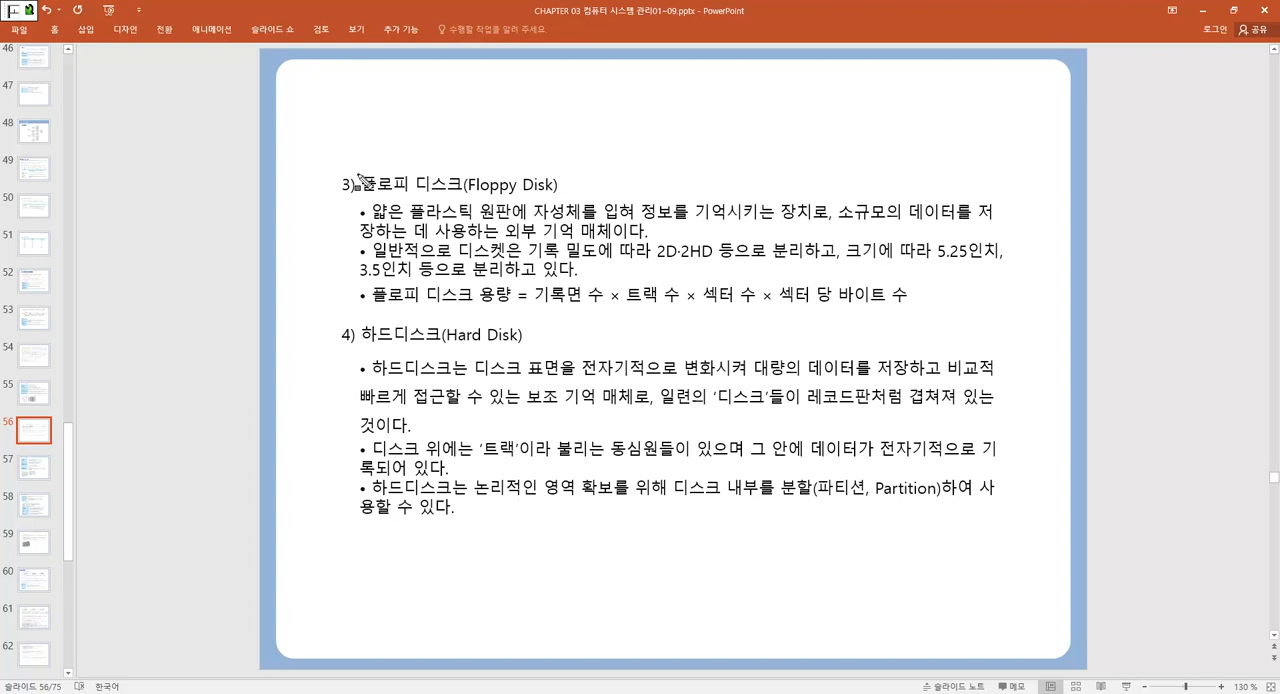 CHAPTER 03 컴퓨터 시스템 관리01~09.pptx - PowerPoint
파일 홈 삽입 디자인 전환 애니메이션 슬라이드 쇼 검토 보기 추가 기능 수행할 작업을 알려 주세요. 로그인 공유
46
47
48
49
50
51
52
53
54
55
56
57
58
59
60
61
62
3) 플로피 디스크(Floppy Disk)
• 얇은 플라스틱 원판에 자성체를 입혀 정보를 기억시키는 장치로, 소규모의 데이터를 저
장하는 데 사용하는 외부 기억 매체이다.
• 일반적으로 디스켓은 기록 밀도에 따라 2D·2HD 등으로 분리하고, 크기에 따라 5.25인치,
3.5인치 등으로 분리하고 있다.
• 플로피 디스크 용량 = 기록면 수 × 트랙 수 × 섹터 수 × 섹터 당 바이트 수
4) 하드디스크(Hard Disk)
• 하드디스크는 디스크 표면을 전자기적으로 변화시켜 대량의 데이터를 저장하고 비교적
빠르게 접근할 수 있는 보조 기억 매체로, 일련의 ‘디스크’들이 레코드판처럼 겹쳐져 있는
것이다.
• 디스크 위에는 ‘트랙’이라 불리는 동심원들이 있으며 그 안에 데이터가 전자기적으로 기
록되어 있다.
• 하드디스크는 논리적인 영역 확보를 위해 디스크 내부를 분할(파티션, Partition)하여 사
용할 수 있다.
슬라이드 56/75 한국어 슬라이드 노트 메모 130 %